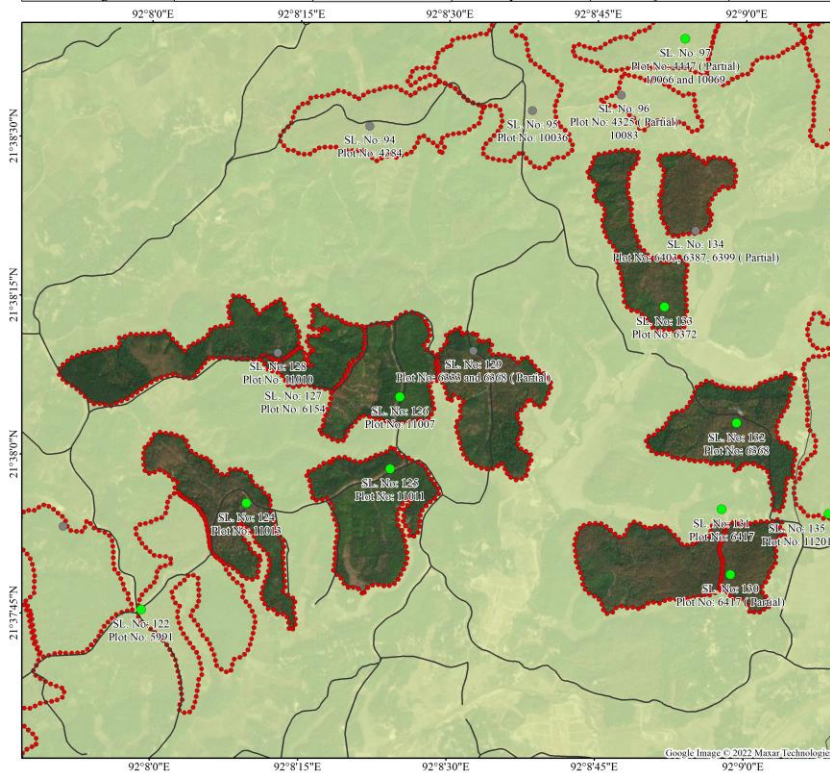 92°8'0"E
92°8'15"E
92°8'30"E
92°8'45"E
92°9'0"E
SL. No: 97
Plot No: 4447 ( Partial)
10066 and 10069
SL. No: 96
Plot No: 4325 ( Partial)
10083
SL. No: 95
Plot No: 10036
SL. No: 94
Plot No: 4384
21°38'30"N
SL. No: 134
Plot No: 6403, 6387, 6399 ( Partial)
21°38'15"N
SL. No: 133
Plot No: 6372
SL. No: 128
Plot No: 11010
SL. No: 129
Plot No: 6333 and 6368 ( Partial)
SL. No: 127
Plot No: 6154
SL. No: 126
Plot No: 11007
SL. No: 132
Plot No: 6368
21°38'0"N
SL. No: 125
Plot No: 11011
SL. No: 124
Plot No: 11013
SL. No: 131
Plot No: 6417
SL. No: 135
Plot No: 11201
SL. No: 130
Plot No: 6417 ( Partial)
21°37'45"N
SL. No: 122
Plot No: 5991
Google Image © 2022 Maxar Technologies
92°8'0"E
92°8'15"E
92°8'30"E
92°8'45"E
92°9'0"E